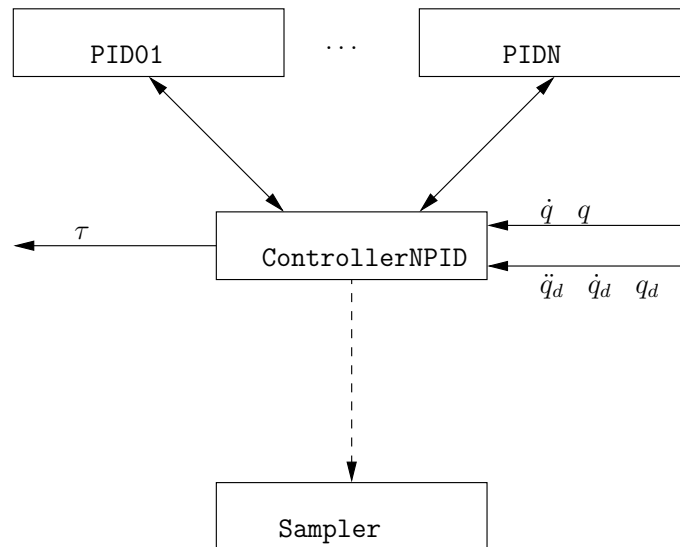 PID01 ... PIDN
q̇ q
τ
ControllerNPID
q̈_d q̇_d q_d
Sampler